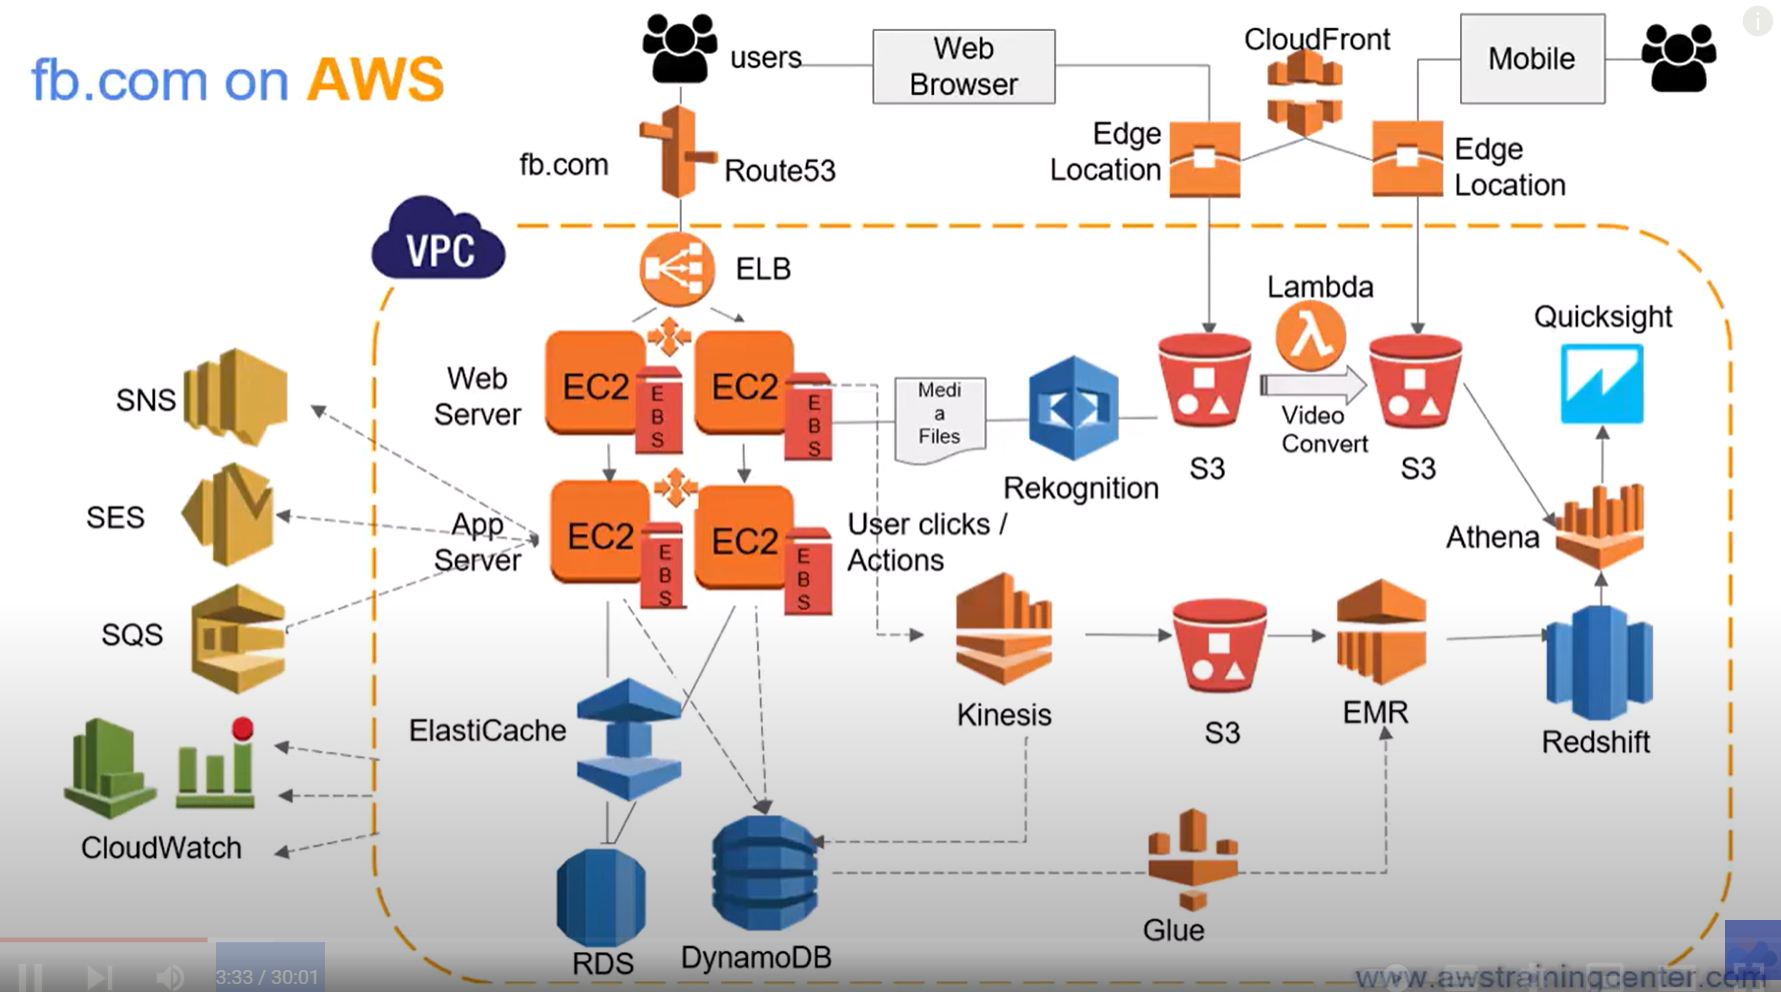 fb.com on AWS
users
Web
Browser
CloudFront
Mobile
Edge
Location
Edge
Location
fb.com
Route53
VPC
ELB
Lambda
Quicksight
SNS
Web
Server
EC2
E
B
S
EC2
E
B
S
Medi
a
Files
Rekognition
S3
Video
Convert
S3
SES
App
Server
EC2
E
B
S
EC2
E
B
S
User clicks /
Actions
Athena
SQS
Kinesis
S3
EMR
Redshift
ElastiCache
CloudWatch
RDS
DynamoDB
Glue
3:33 / 30:01
www.awstrainingcenter.com